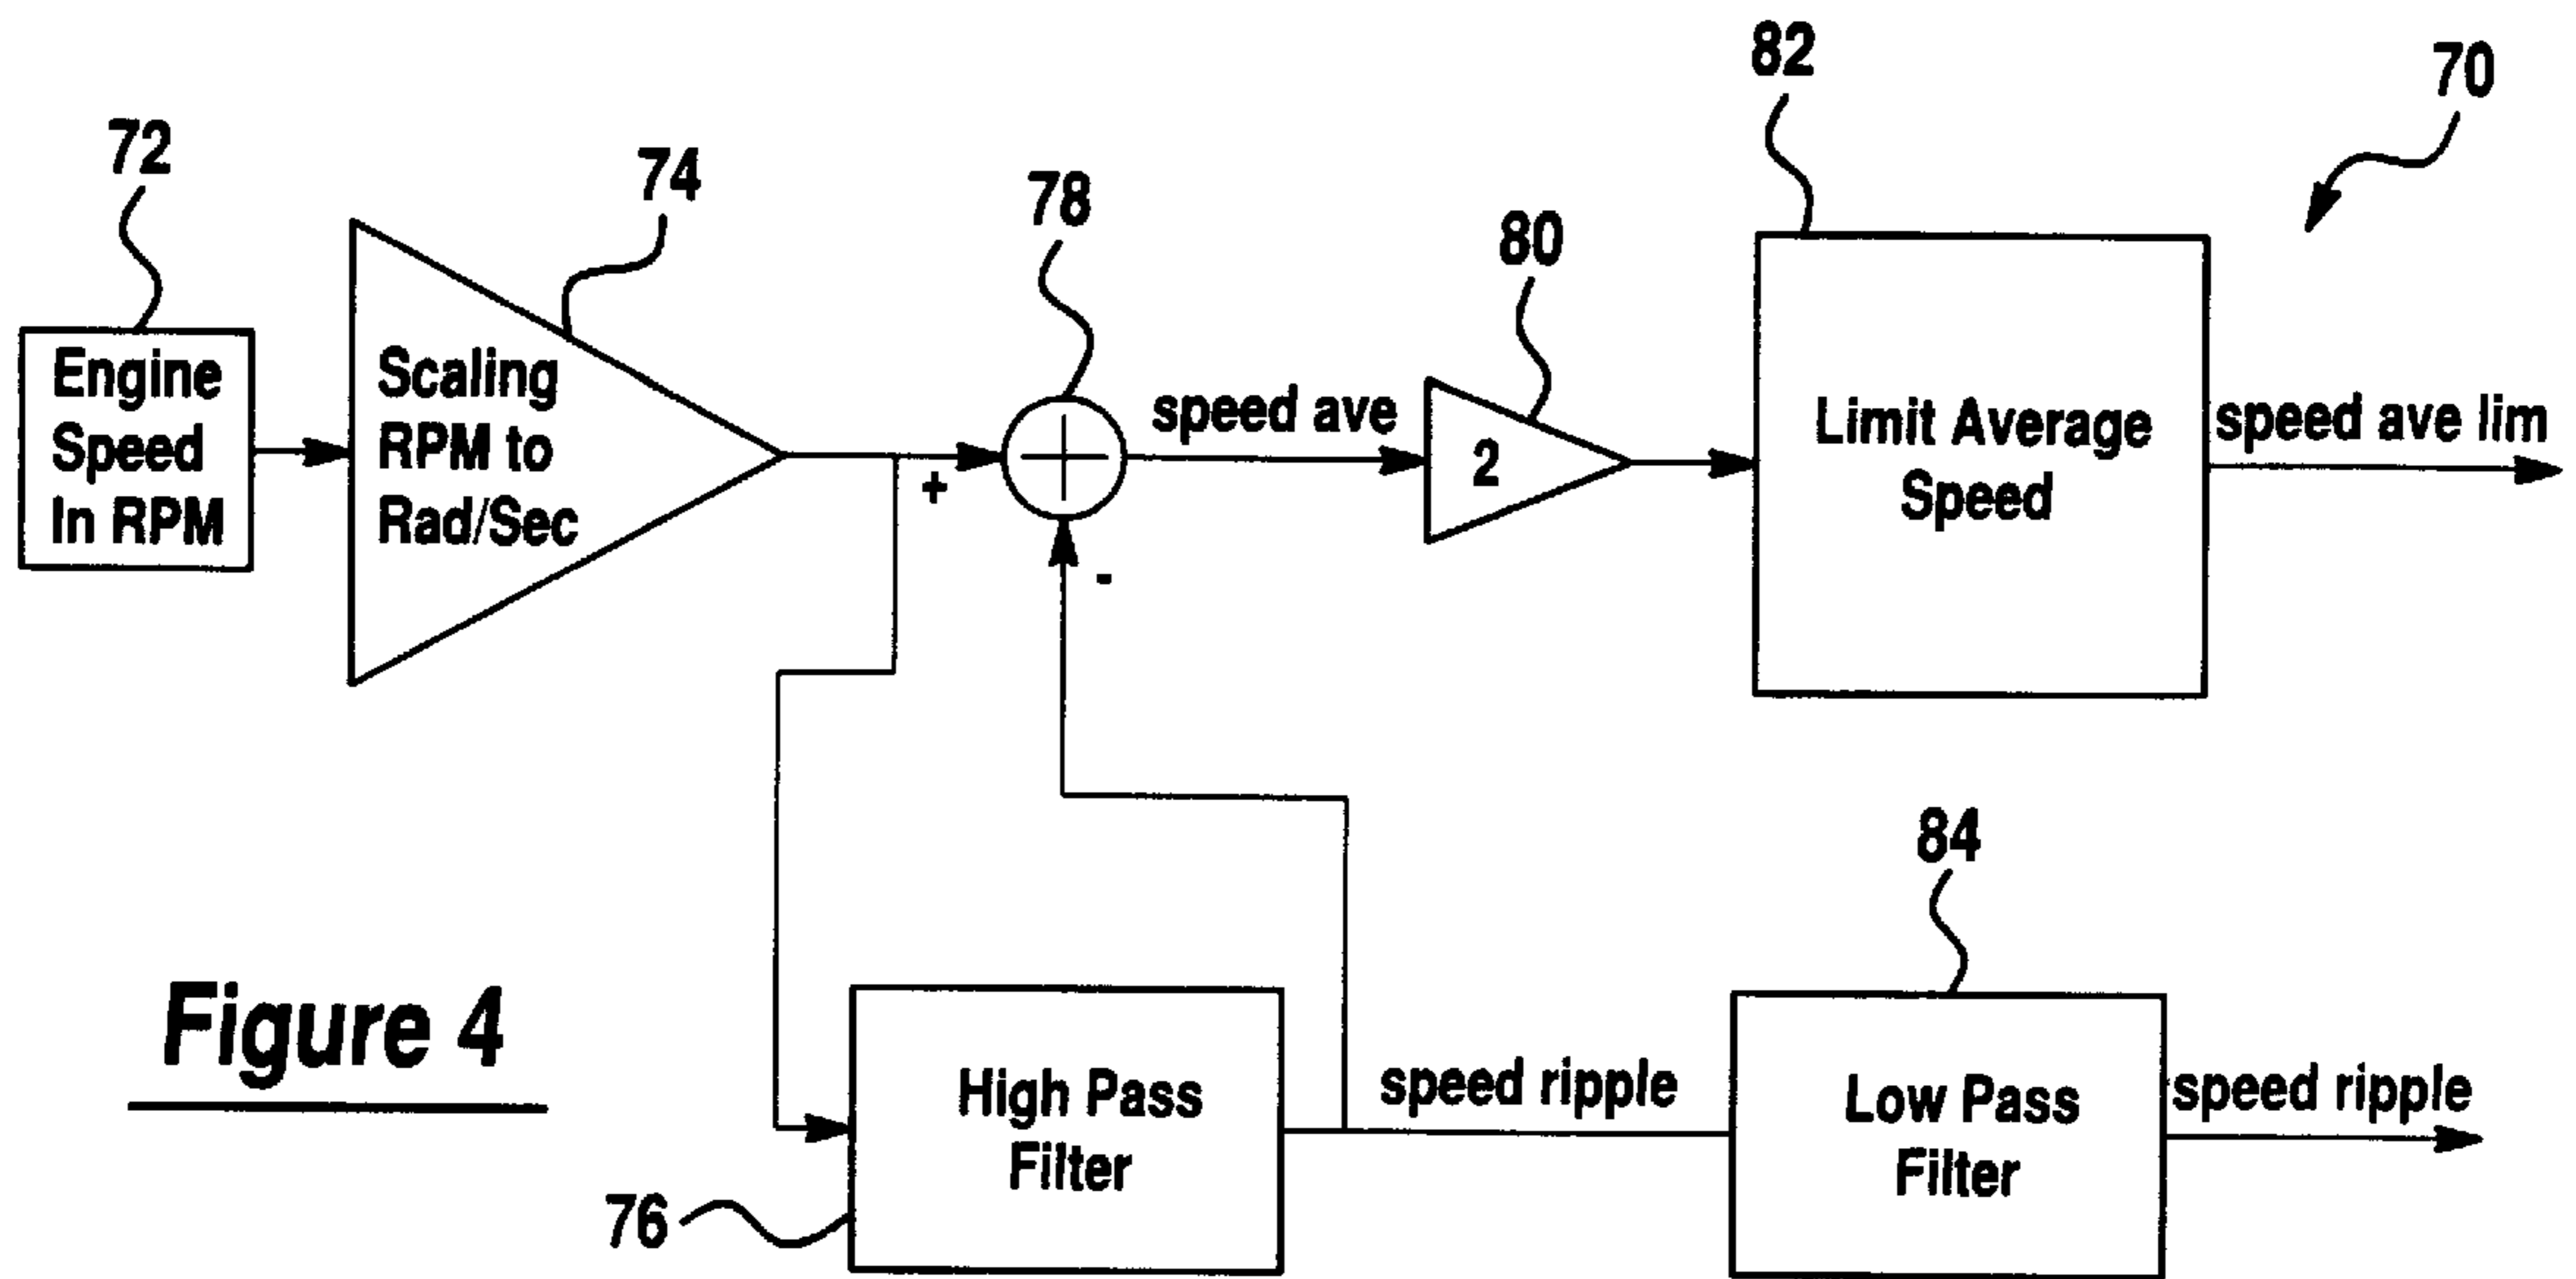 82
70
72
74
78
80
Engine
Speed
In RPM
Scaling
RPM to
Rad/Sec
+
-
speed ave
2
Limit Average
Speed
speed ave lim
84
Figure 4
High Pass
Filter
speed ripple
Low Pass
Filter
speed ripple
76